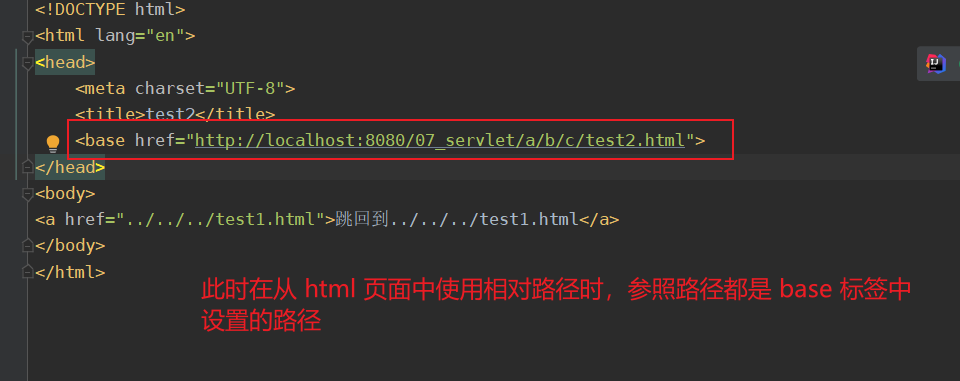 <!DOCTYPE html>
<html lang="en">
<head>
<meta charset="UTF-8">
<title>test2</title>
<base href="http://localhost:8080/07_servlet/a/b/c/test2.html">
</head>
<body>
<a href="../../../test1.html">跳回到../../../test1.html</a>
</body>
</html>
此时在从 html 页面中使用相对路径时，参照路径都是 base 标签中
设置的路径